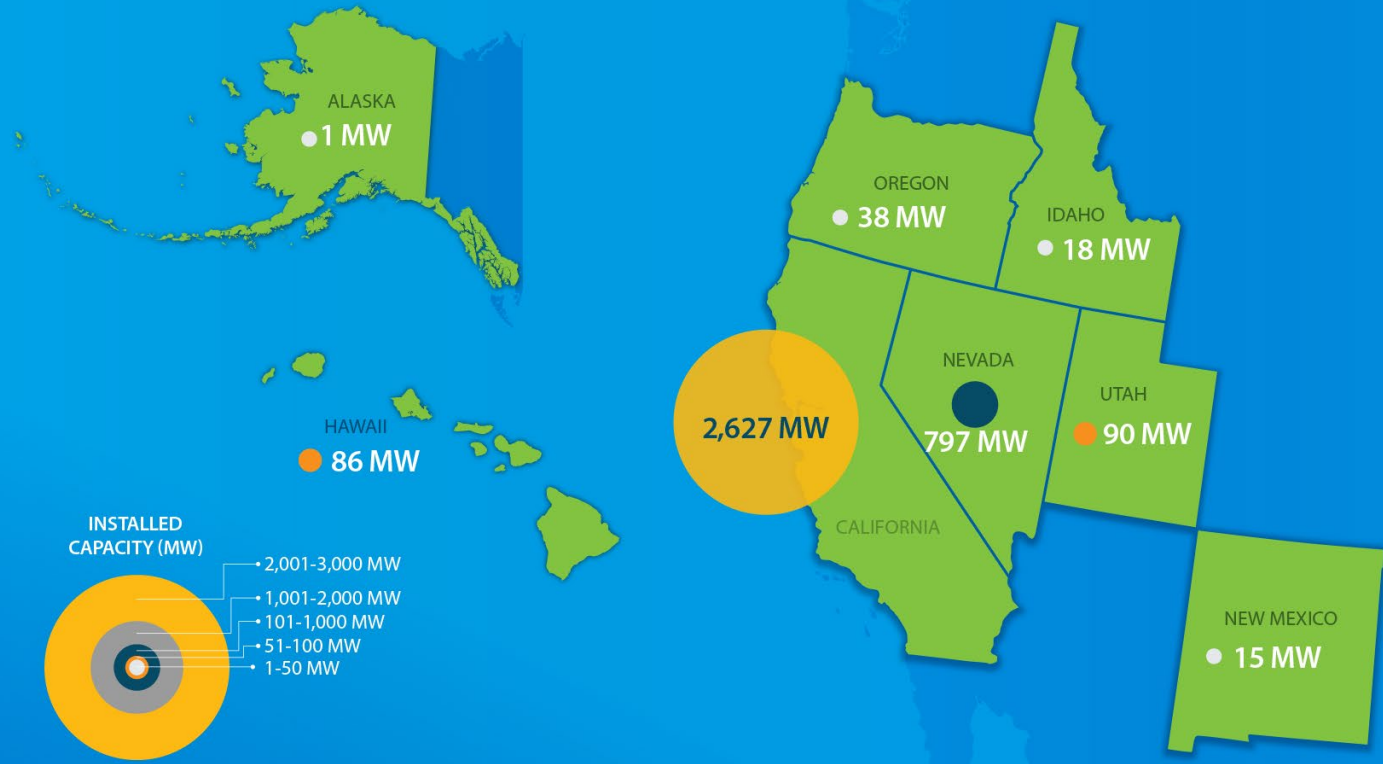 ALASKA
1 MW
OREGON
38 MW
IDAHO
18 MW
NEVADA
797 MW
UTAH
90 MW
2,627 MW
CALIFORNIA
HAWAII
86 MW
NEW MEXICO
15 MW
INSTALLED
CAPACITY (MW)
2,001-3,000 MW
1,001-2,000 MW
101-1,000 MW
51-100 MW
1-50 MW